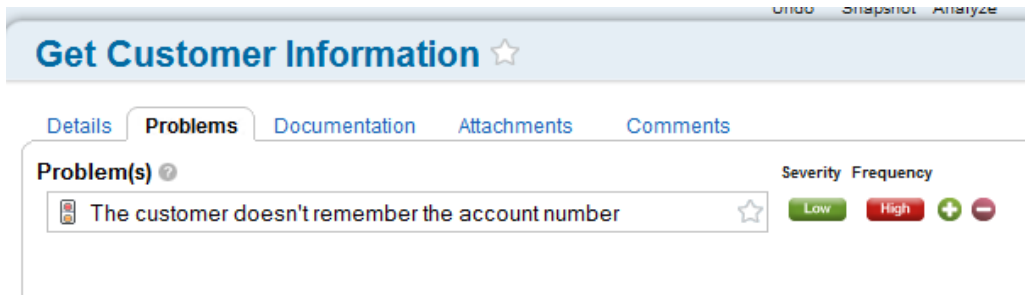 Undo Snapshot Analyze
Get Customer Information
Details Problems Documentation Attachments Comments
Problem(s) ?
Severity Frequency
The customer doesn't remember the account number
Low High